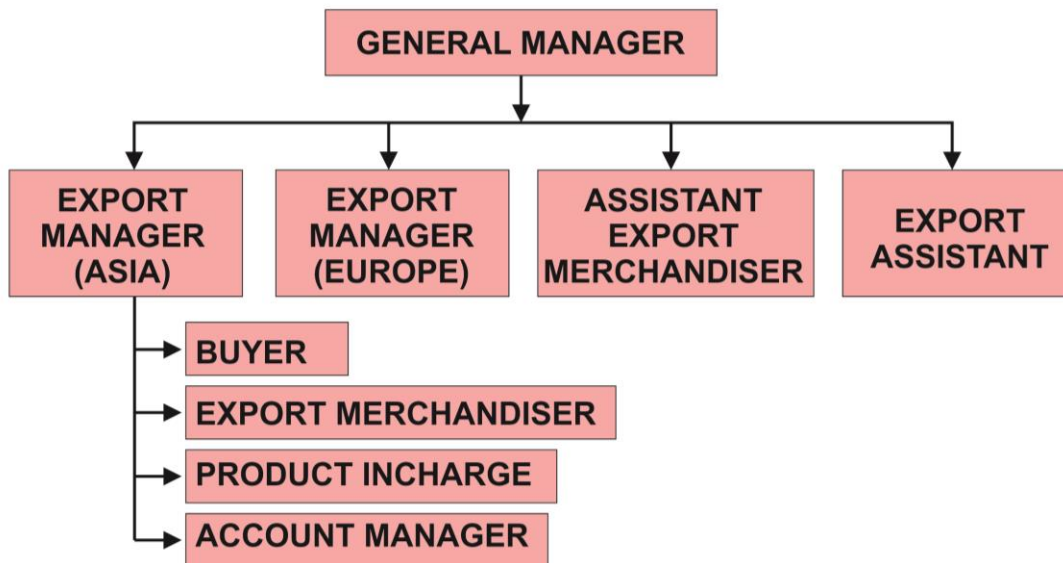 GENERAL MANAGER
EXPORT
MANAGER
(ASIA)
EXPORT
MANAGER
(EUROPE)
ASSISTANT
EXPORT
MERCHANDISER
EXPORT
ASSISTANT
BUYER
EXPORT MERCHANDISER
PRODUCT INCHARGE
ACCOUNT MANAGER